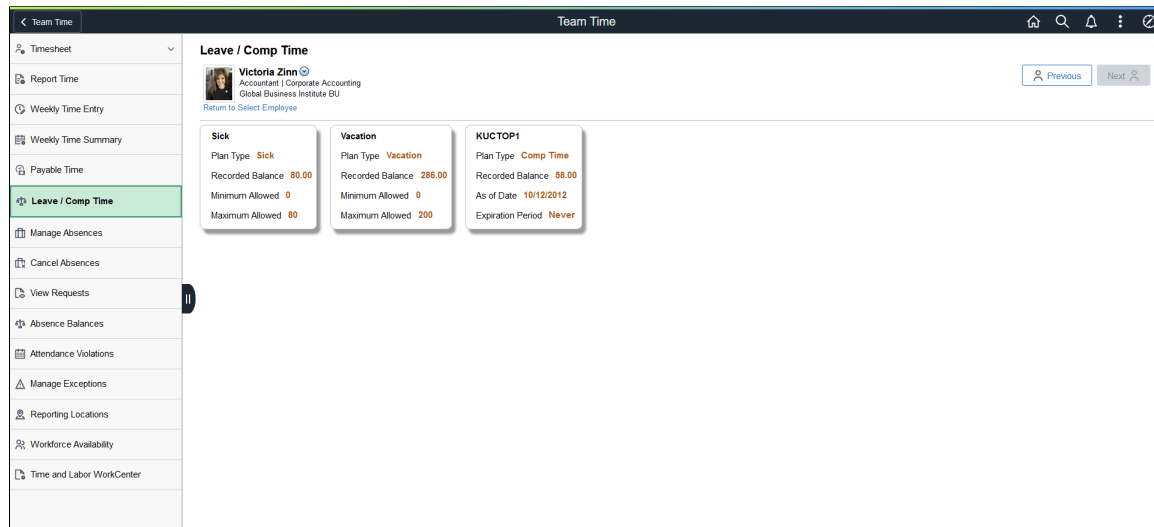 Team Time
Team Time
Timesheet
Report Time
Weekly Time Entry
Weekly Time Summary
Payable Time
Leave / Comp Time
Manage Absences
Cancel Absences
View Requests
Absence Balances
Attendance Violations
Manage Exceptions
Reporting Locations
Workforce Availability
Time and Labor WorkCenter
Leave / Comp Time
Victoria Zinn
Accountant | Corporate Accounting
Global Business Institute BU
Return to Select Employee
Previous
Next
Sick
Plan Type Sick
Recorded Balance 80.00
Minimum Allowed 0
Maximum Allowed 80
Vacation
Plan Type Vacation
Recorded Balance 286.00
Minimum Allowed 0
Maximum Allowed 200
KUCTOP1
Plan Type Comp Time
Recorded Balance 58.00
As of Date 10/12/2012
Expiration Period Never